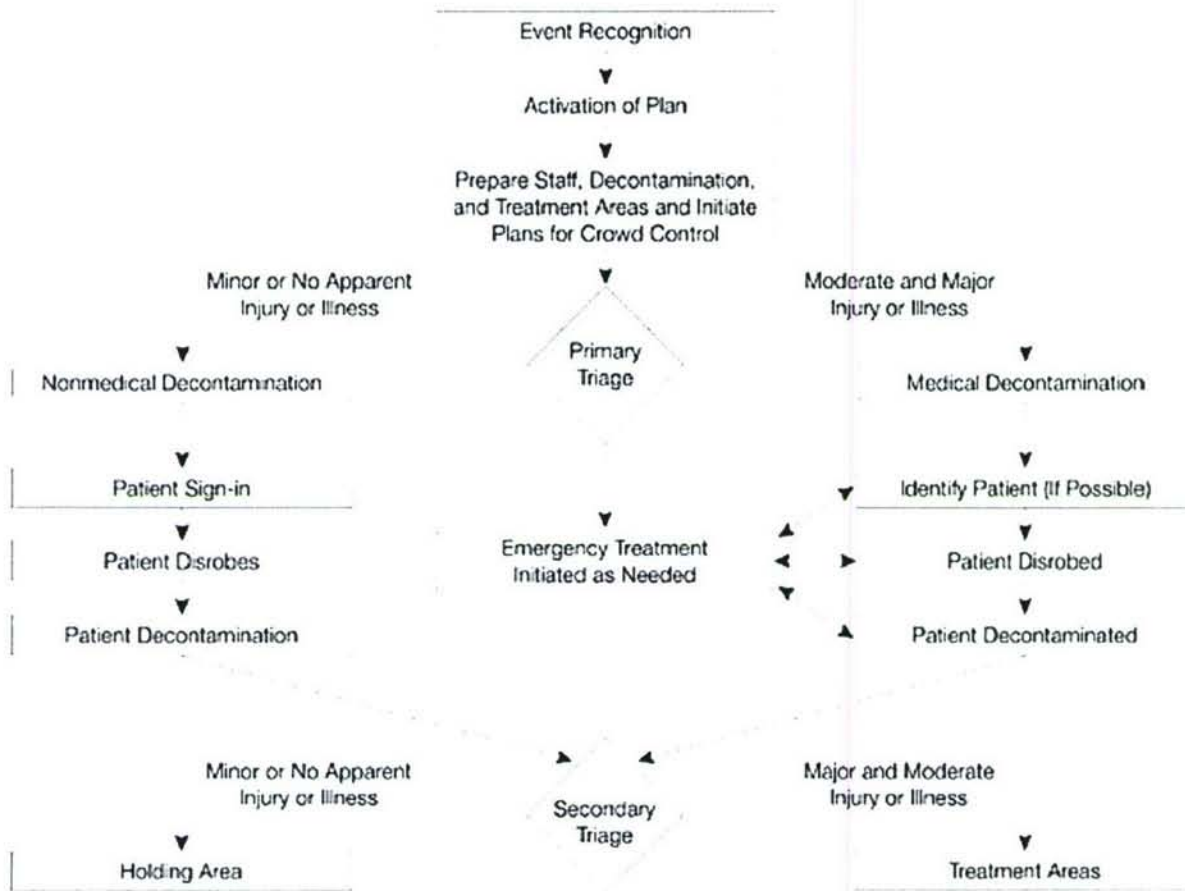 Event Recognition
Activation of Plan
Prepare Staff, Decontamination,
and Treatment Areas and Initiate
Plans for Crowd Control
Minor or No Apparent
Injury or Illness
Moderate and Major
Injury or Illness
Primary
Triage
Nonmedical Decontamination
Medical Decontamination
Patient Sign-in
Identify Patient (If Possible)
Patient Disrobes
Emergency Treatment
Initiated as Needed
Patient Disrobed
Patient Decontamination
Patient Decontaminated
Minor or No Apparent
Injury or Illness
Major and Moderate
Injury or Illness
Secondary
Triage
Holding Area
Treatment Areas